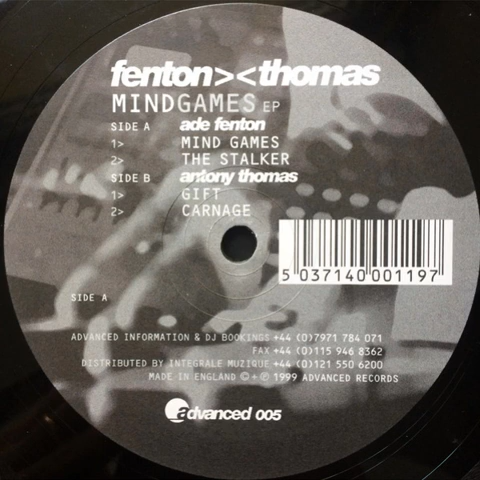 fenton><thomas
MINDGAMES EP
SIDE A ade fenton
1> MIND GAMES
2> THE STALKER
SIDE B antony thomas
1> GIFT
2> CARNAGE
5 037140 001197
SIDE A
ADVANCED INFORMATION & DJ BOOKINGS +44 (0)7971 784 071
FAX +44 (0)115 946 8362
DISTRIBUTED BY INTEGRALE MUZIQUE +44 (0)121 550 6200
MADE IN ENGLAND © + ℗ 1999 ADVANCED RECORDS
advanced 005